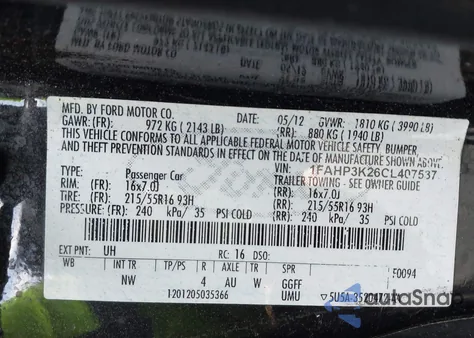 MFD. BY FORD MOTOR CO.
05/12 GVWR: 1810 KG ( 3990 LB)
GAWR:(FR): 972 KG ( 2143 LB) (RR): 880 KG ( 1940 LB)
THIS VEHICLE CONFORMS TO ALL APPLICABLE FEDERAL MOTOR VEHICLE SAFETY, BUMPER,
AND THEFT PREVENTION STANDARDS IN EFFECT ON THE DATE OF MANUFACTURE SHOWN ABOVE.
VIN: 1FAHP3K26CL407537
TYPE: Passenger Car TRAILER TOWING - SEE OWNER GUIDE
RIM: (FR) 16x7.0J (RR): 16x7.0J
TIRE: (FR): 215/55R16 93H (RR): 215/55R16 93H
PRESSURE: (FR) 240 kPa/ 35 PSI COLD (RR): 240 kPa/ 35 PSI COLD
EXT PNT: UH RC: 16 DSO: F0094
WB INT TR TP/PS R AXLE TR SPR
NW 4 AU W GGFF
1201205035366 UMU
AutoSnap